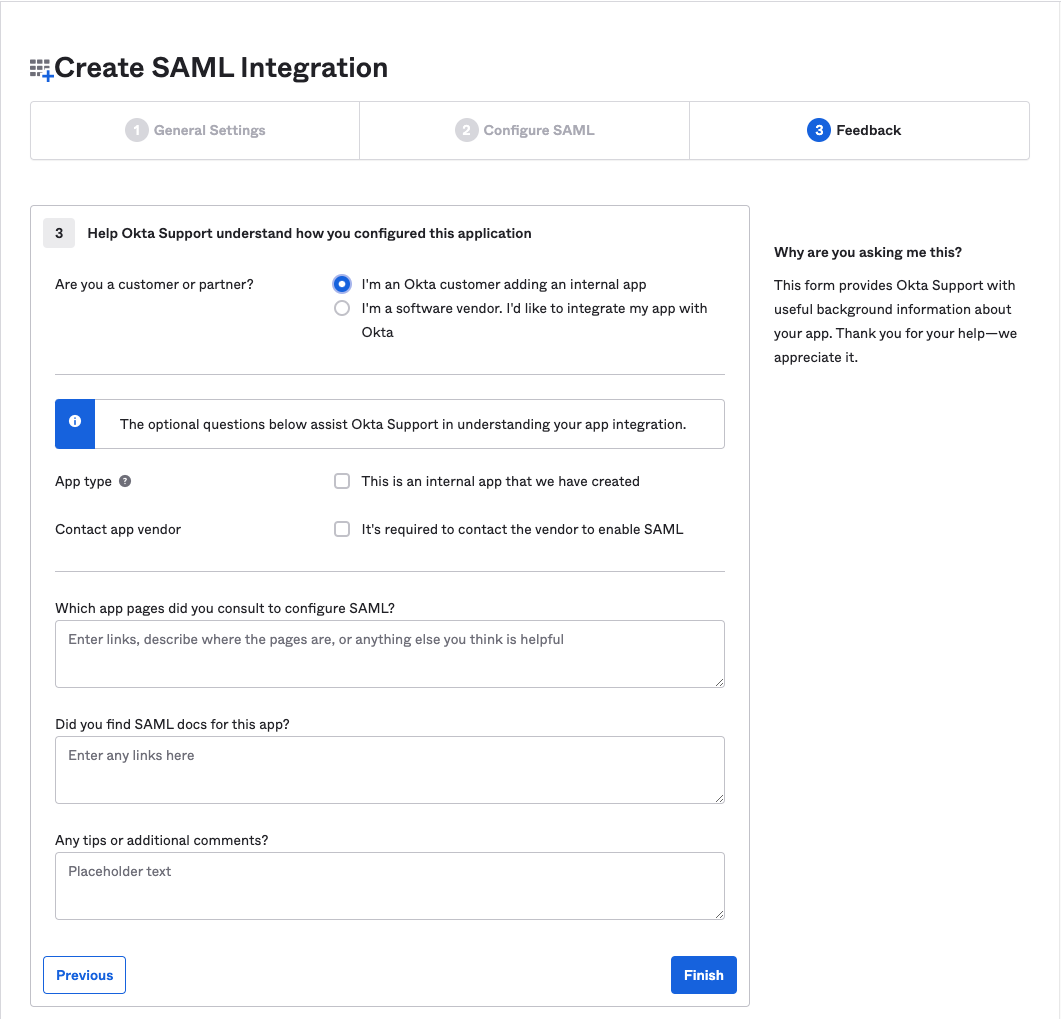 Create SAML Integration
1 General Settings
2 Configure SAML
3 Feedback
3 Help Okta Support understand how you configured this application
Are you a customer or partner?
I'm an Okta customer adding an internal app
I'm a software vendor. I'd like to integrate my app with
Okta
The optional questions below assist Okta Support in understanding your app integration.
App type ?
This is an internal app that we have created
Contact app vendor
It's required to contact the vendor to enable SAML
Which app pages did you consult to configure SAML?
Enter links, describe where the pages are, or anything else you think is helpful
Did you find SAML docs for this app?
Enter any links here
Any tips or additional comments?
Placeholder text
Previous
Finish
Why are you asking me this?
This form provides Okta Support with
useful background information about
your app. Thank you for your help—we
appreciate it.